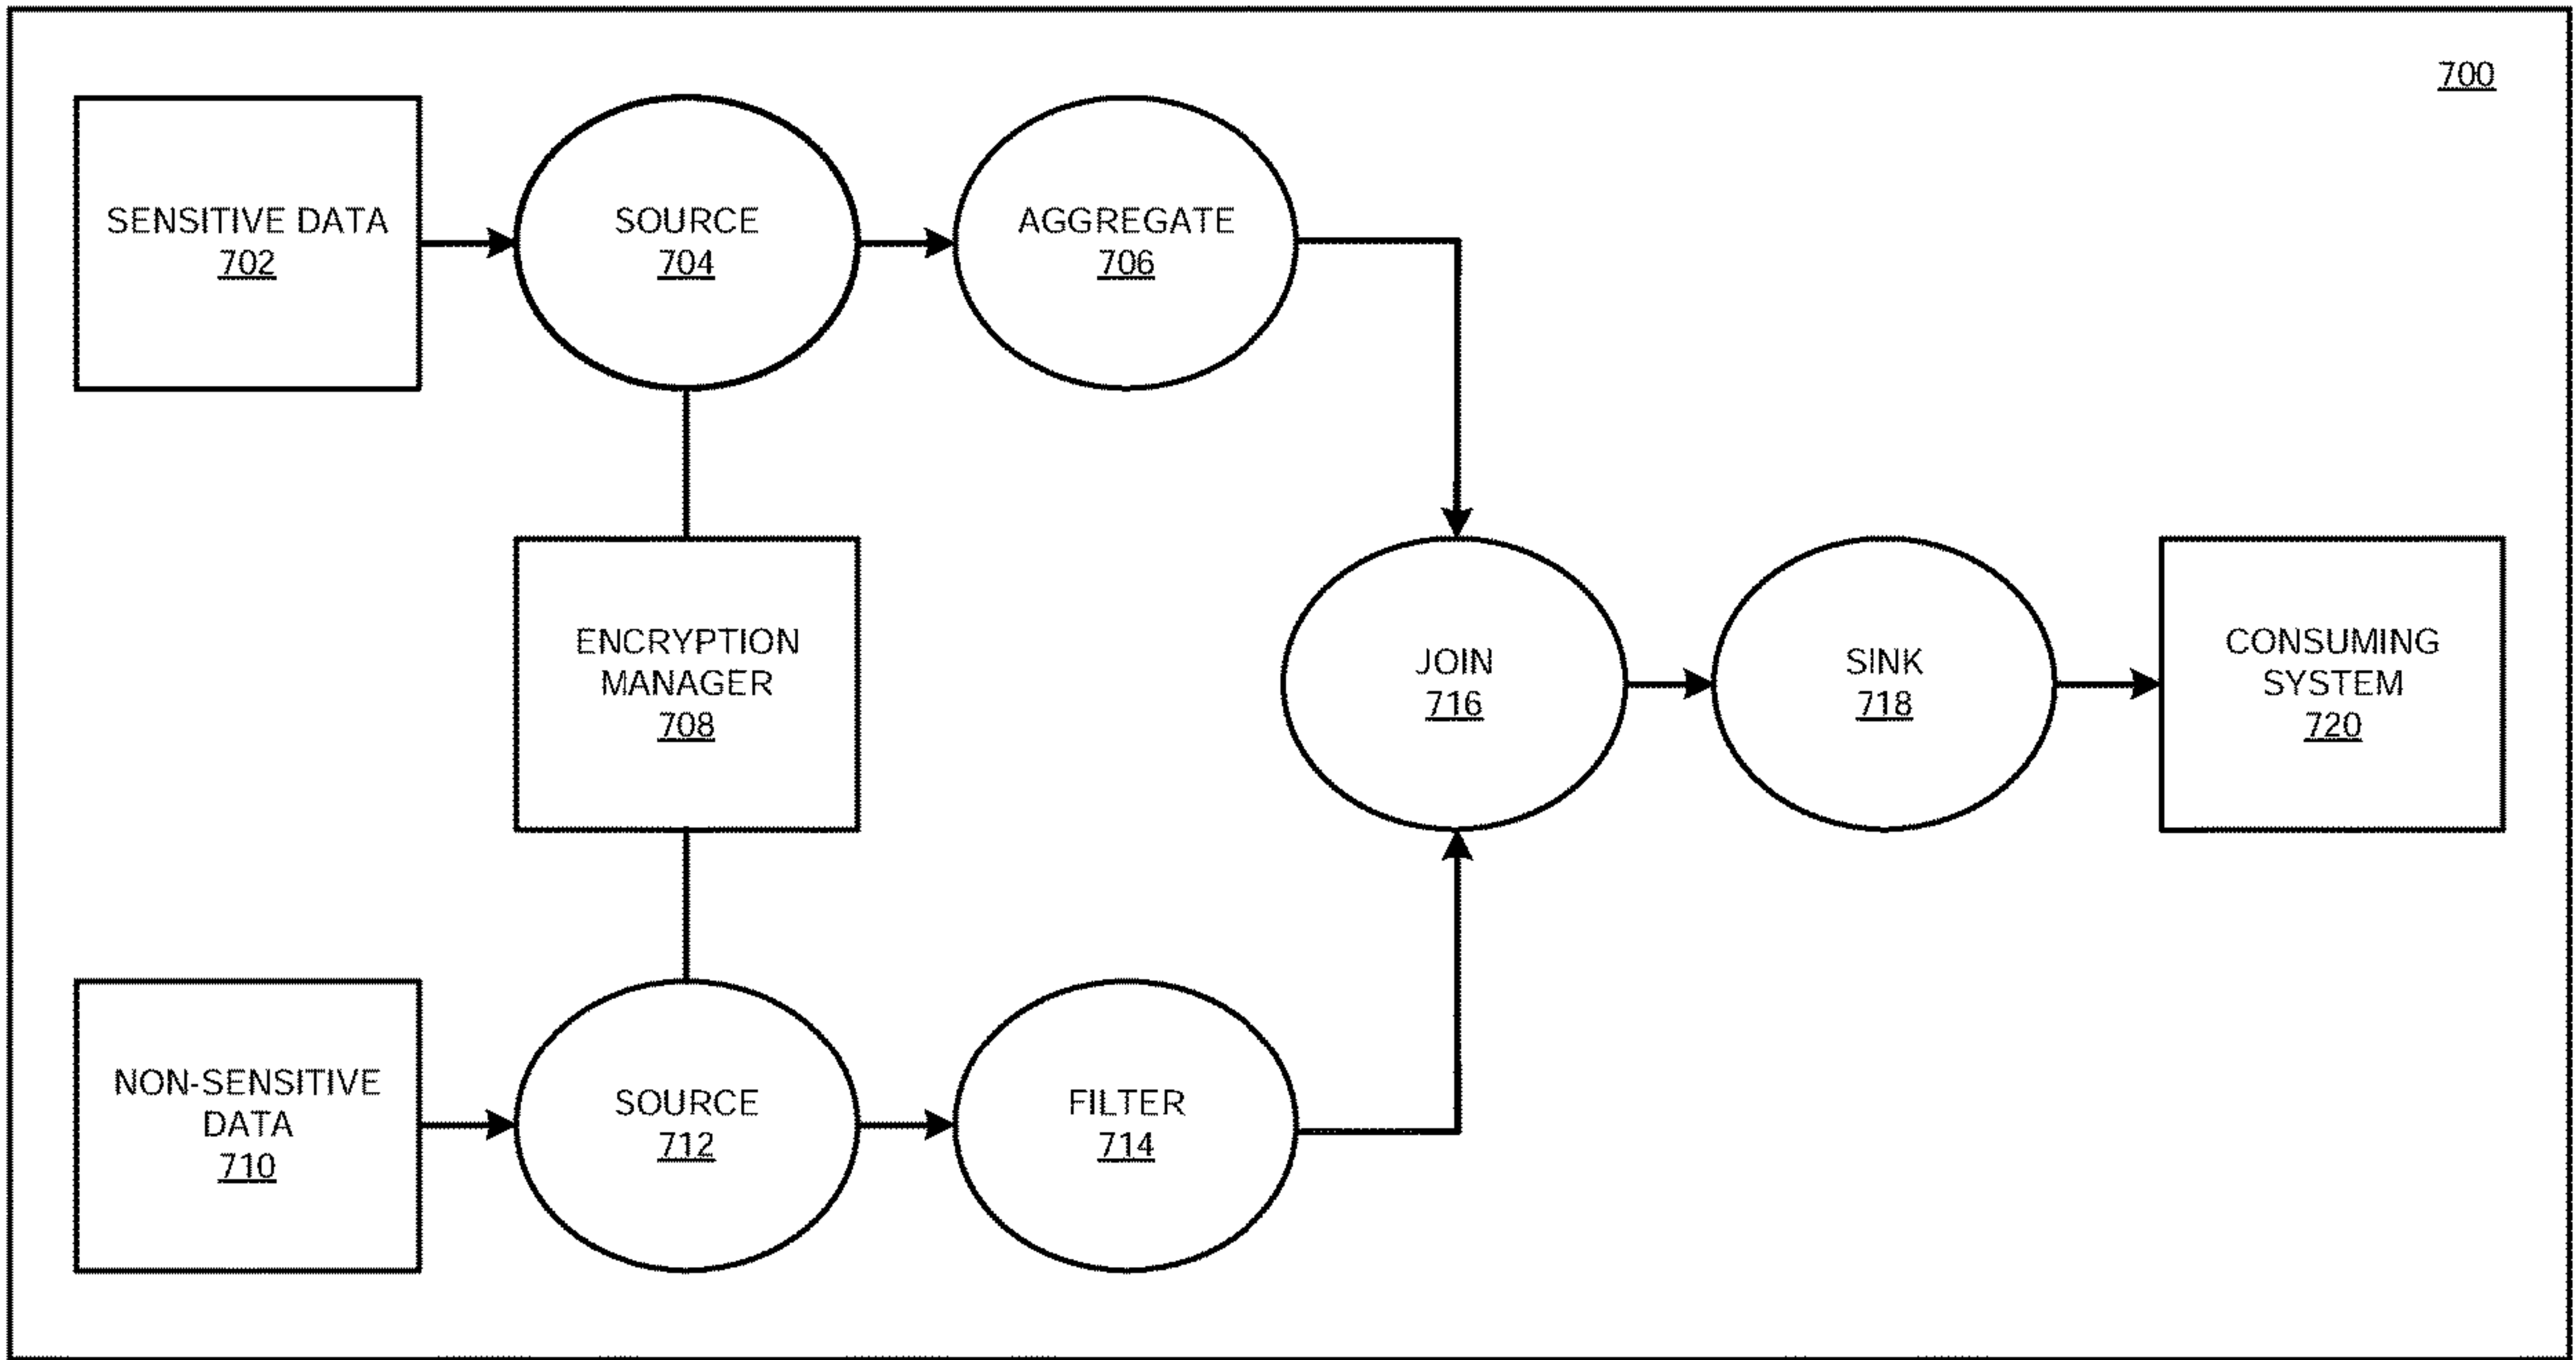 700
SENSITIVE DATA
702
SOURCE
704
AGGREGATE
706
ENCRYPTION
MANAGER
708
JOIN
716
SINK
718
CONSUMING
SYSTEM
720
NON-SENSITIVE
DATA
710
SOURCE
712
FILTER
714